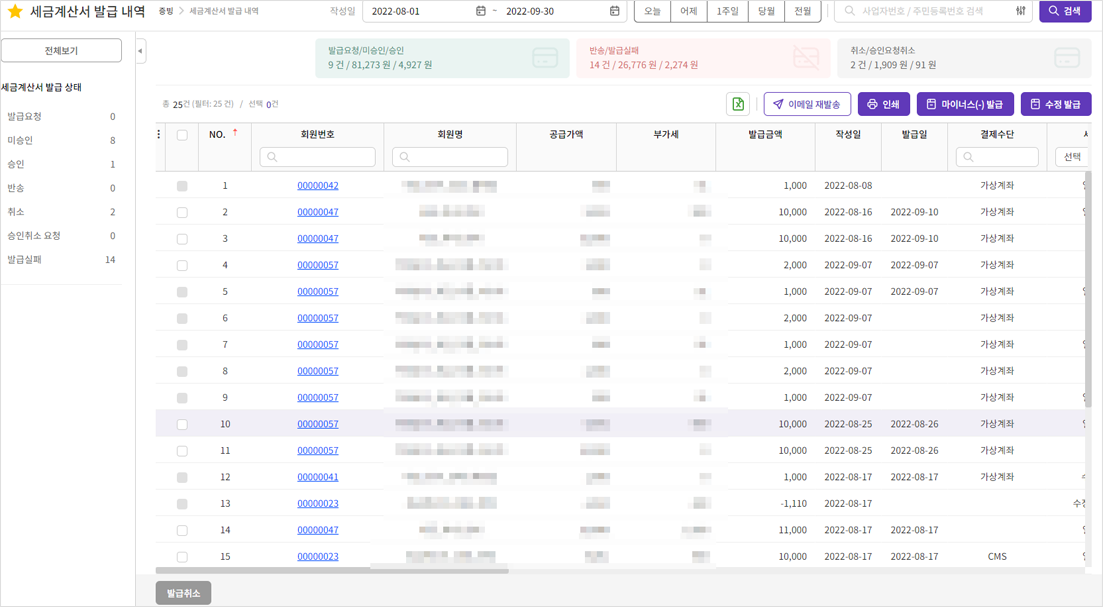 세금계산서 발급 내역 증빙 > 세금계산서 발급 내역 작성일 2022-08-01 ~ 2022-09-30 오늘 어제 1주일 당월 전월 사업자번호 / 주민등록번호 검색 검색
전체보기
세금계산서 발급 상태
발급요청 0
미승인 8
승인 1
반송 0
취소 2
승인취소 요청 0
발급실패 14
발급요청/미승인/승인
9 건 / 81,273 원 / 4,927 원
반송/발급실패
14 건 / 26,776 원 / 2,274 원
취소/승인요청취소
2 건 / 1,909 원 / 91 원
총 25건 (필터: 25 건) / 선택 0건 이메일 재발송 인쇄 마이너스(-) 발급 수정 발급
NO. ↑ 회원번호 회원명 공급가액 부가세 발급금액 작성일 발급일 결제수단
선택
1 00000042 1,000 2022-08-08 가상계좌
2 00000047 10,000 2022-08-16 2022-09-10 가상계좌
3 00000047 10,000 2022-08-16 2022-09-10 가상계좌
4 00000057 2,000 2022-09-07 2022-09-07 가상계좌
5 00000057 1,000 2022-09-07 2022-09-07 가상계좌
6 00000057 2,000 2022-09-07 가상계좌
7 00000057 1,000 2022-09-07 가상계좌
8 00000057 2,000 2022-09-07 가상계좌
9 00000057 1,000 2022-09-07 가상계좌
10 00000057 10,000 2022-08-25 2022-08-26 가상계좌
11 00000057 10,000 2022-08-25 2022-08-26 가상계좌
12 00000041 1,000 2022-08-17 2022-08-17 가상계좌
13 00000023 -1,110 2022-08-17 수정
14 00000047 11,000 2022-08-17 2022-08-17
15 00000023 10,000 2022-08-17 2022-08-17 CMS
발급취소